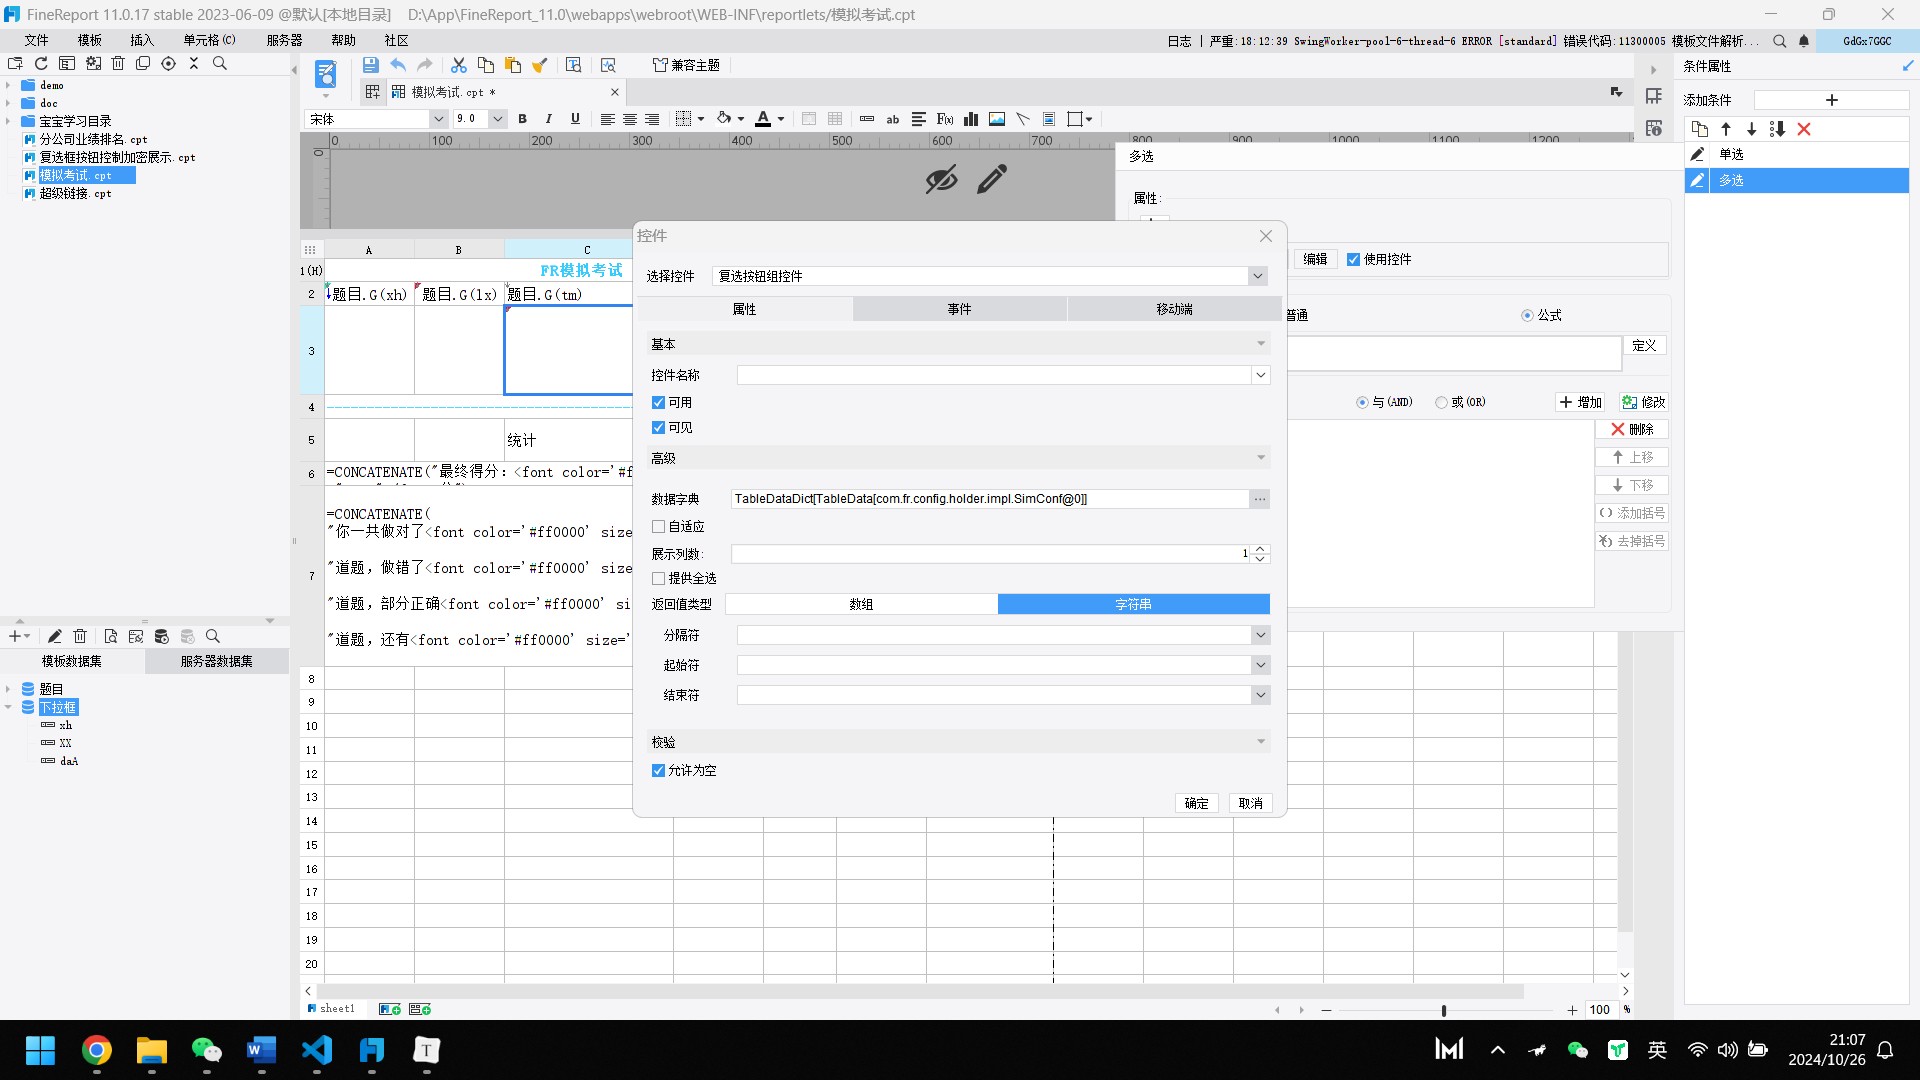 FineReport 11.0.17 stable 2023-06-09 @默认[本地目录] D:\App\FineReport_11.0\webapps\webroot\WEB-INF\reportlets/模拟考试.cpt
文件 模板 插入 单元格(C) 服务器 帮助 社区
日志 | 严重:18:12:39 SwingWorker-pool-6-thread-6 ERROR [standard] 错误代码:11300005 模板文件解析... GdGx7GGC
demo
doc
宝宝学习目录
分公司业绩排名.cpt
复选框按钮控制加密展示.cpt
模拟考试.cpt
超级链接.cpt
兼容主题
模拟考试.cpt *
宋体 9.0 B I U
0 100 200 300 400 500 600 700 800 900 1000 1100 1200
0
A B C
1(H) FR模拟考试
2 题目.G(xh) 题目.G(lx) 题目.G(tm)
3
4
5 统计
6 =CONCATENATE("最终得分：<font color='#f
7 =CONCATENATE(
"你一共做对了<font color='#ff0000' size
"道题，做错了<font color='#ff0000' size
"道题，部分正确<font color='#ff0000' si
"道题，还有<font color='#ff0000' size='
8
9
10
11
12
13
14
15
16
17
18
19
20
sheet1
100 %
模板数据集 服务器数据集
题目
下拉框
xh
XX
daA
控件
选择控件 复选按钮组控件
属性 事件 移动端
基本
控件名称
可用
可见
高级
数据字典 TableDataDict[TableData[com.fr.config.holder.impl.SimConf@0]] ...
自适应
展示列数: 1
提供全选
返回值类型 数组 字符串
分隔符
起始符
结束符
校验
允许为空
确定 取消
多选
属性:
编辑 使用控件
普通 公式
定义
与(AND) 或(OR) 增加 修改
删除
上移
下移
添加括号
去掉括号
条件属性
添加条件
单选
多选
英
21:07
2024/10/26